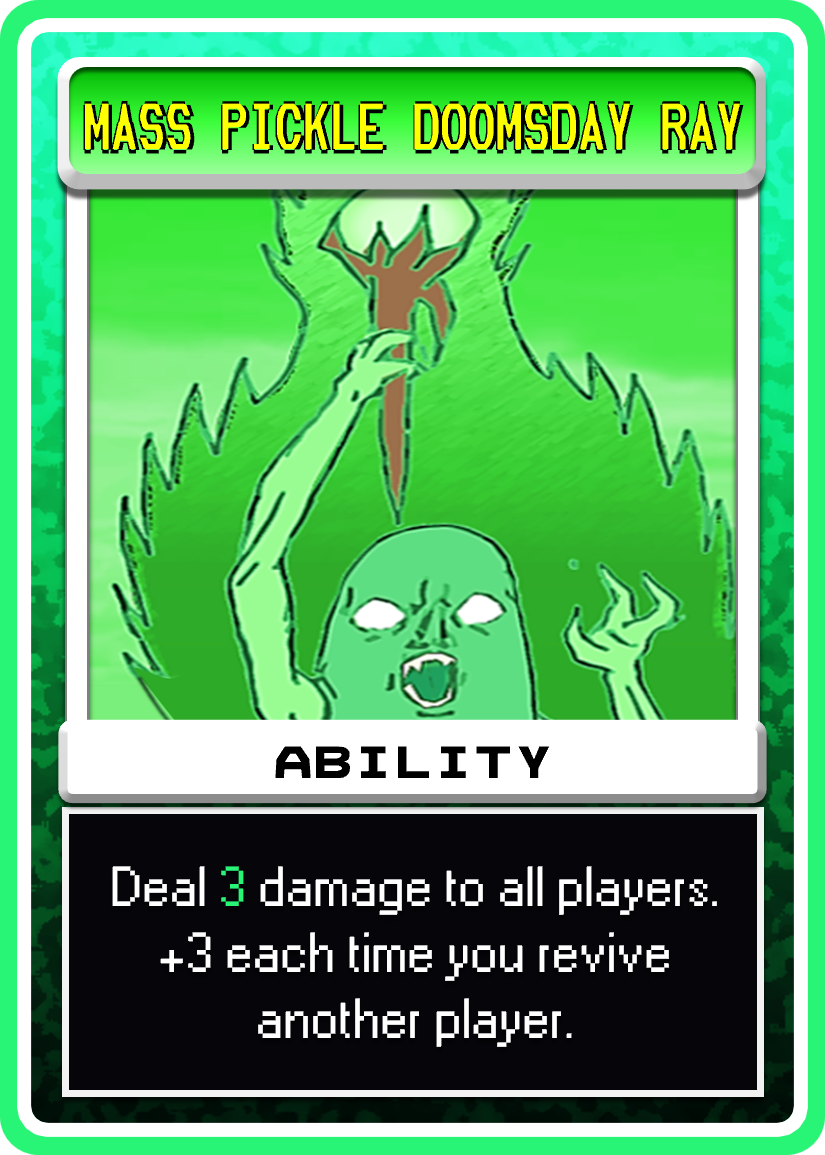 MASS PICKLE DOOMSDAY RAY
ABILITY
Deal 3 damage to all players.
+3 each time you revive
another player.